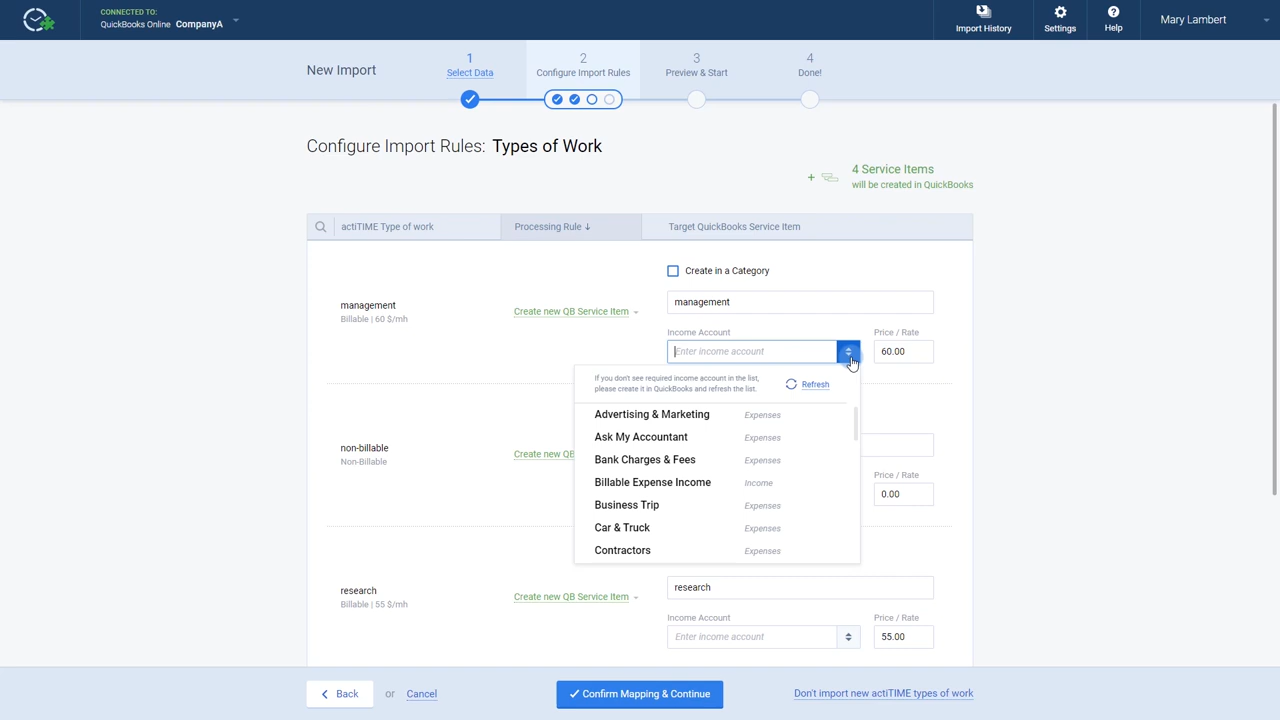 CONNECTED TO:
QuickBooks Online CompanyA
Import History
Settings
Help
Mary Lambert
New Import
1
Select Data
2
Configure Import Rules
3
Preview & Start
4
Done!
Configure Import Rules: Types of Work
+ 4 Service Items
will be created in QuickBooks
actiTIME Type of work
Processing Rule ↓
Target QuickBooks Service Item
Create in a Category
management
Billable | 60 $/mh
Create new QB Service Item
management
Income Account
Price / Rate
Enter income account
60.00
If you don't see required income account in the list,
please create it in QuickBooks and refresh the list.
Refresh
Advertising & Marketing Expenses
Ask My Accountant Expenses
Bank Charges & Fees Expenses
Billable Expense Income Income
Business Trip Expenses
Car & Truck Expenses
Contractors Expenses
non-billable
Non-Billable
Create new QB
Price / Rate
0.00
research
Billable | 55 $/mh
Create new QB Service Item
research
Income Account
Price / Rate
Enter income account
55.00
Back
or
Cancel
Confirm Mapping & Continue
Don't import new actiTIME types of work